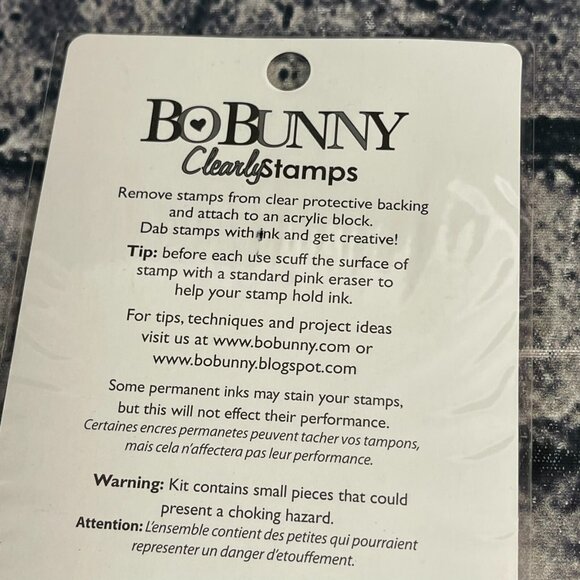 BOBUNNY
Clearly Stamps
Remove stamps from clear protective backing
and attach to an acrylic block.
Dab stamps with ink and get creative!
Tip: before each use scuff the surface of
stamp with a standard pink eraser to
help your stamp hold ink.
For tips, techniques and project ideas
visit us at www.bobunny.com or
www.bobunny.blogspot.com
Some permanent inks may stain your stamps,
but this will not effect their performance.
Certaines encres permanetes peuvent tacher vos tampons,
mais cela n'affectera pas leur performance.
Warning: Kit contains small pieces that could
present a choking hazard.
Attention: L'ensemble contient des petites qui pourraient
representer un danger d'etouffement.